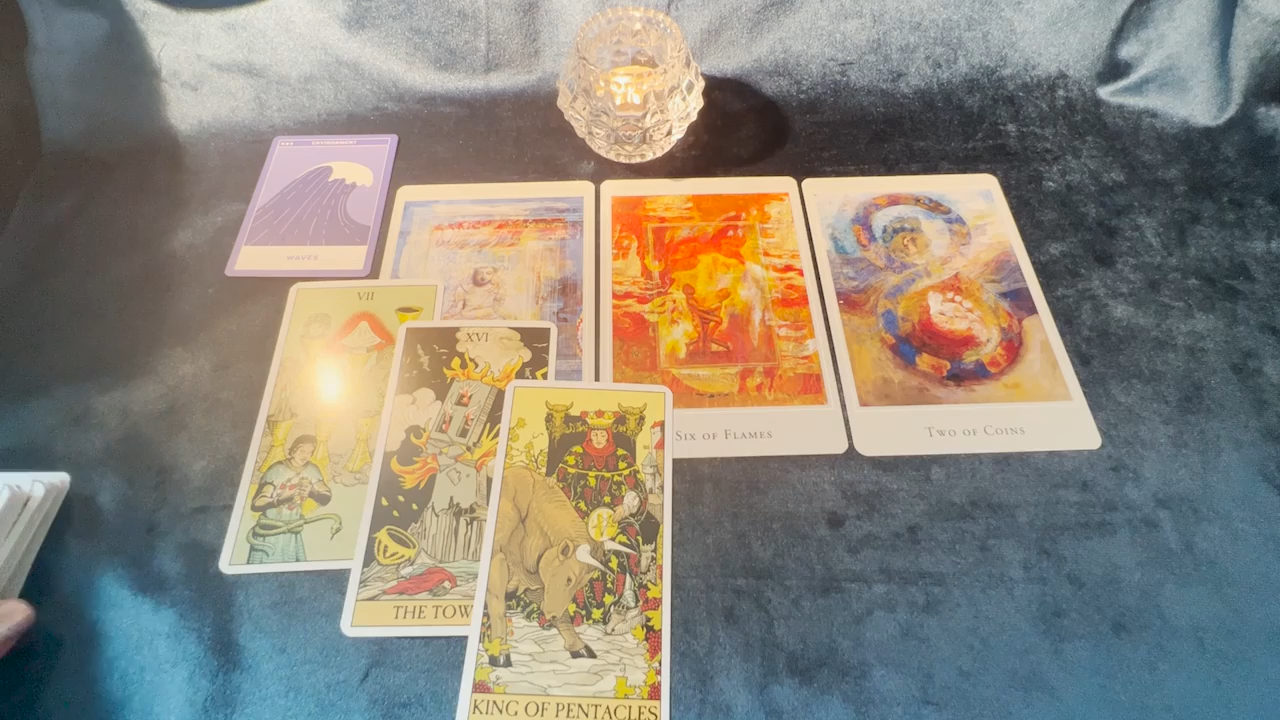 ENVIRONMENT
WAVES
VII
XVI
THE TOW
KING OF PENTACLES
SIX OF FLAMES
TWO OF COINS